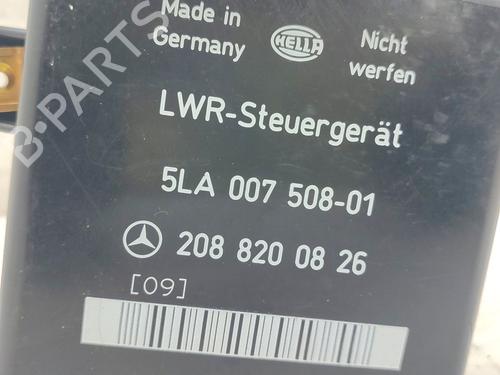 Made in
Germany
HELLA
Nicht
werfen
LWR-Steuergerät
5LA 007 508-01
208 820 08 26
[09]
B-PARTS